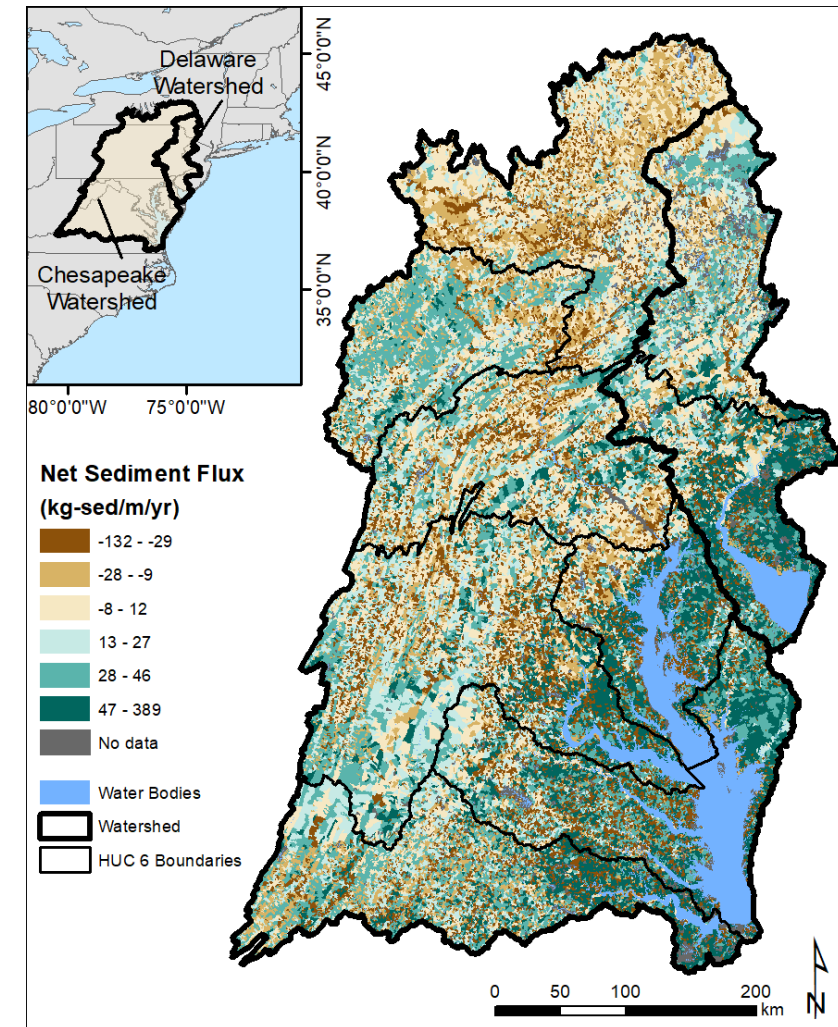 Delaware
Watershed
Chesapeake
Watershed
45°0'0"N
40°0'0"N
35°0'0"N
80°0'0"W
75°0'0"W
Net Sediment Flux
(kg-sed/m/yr)
-132 - -29
-28 - -9
-8 - 12
13 - 27
28 - 46
47 - 389
No data
Water Bodies
Watershed
HUC 6 Boundaries
0 50 100 200
km
N